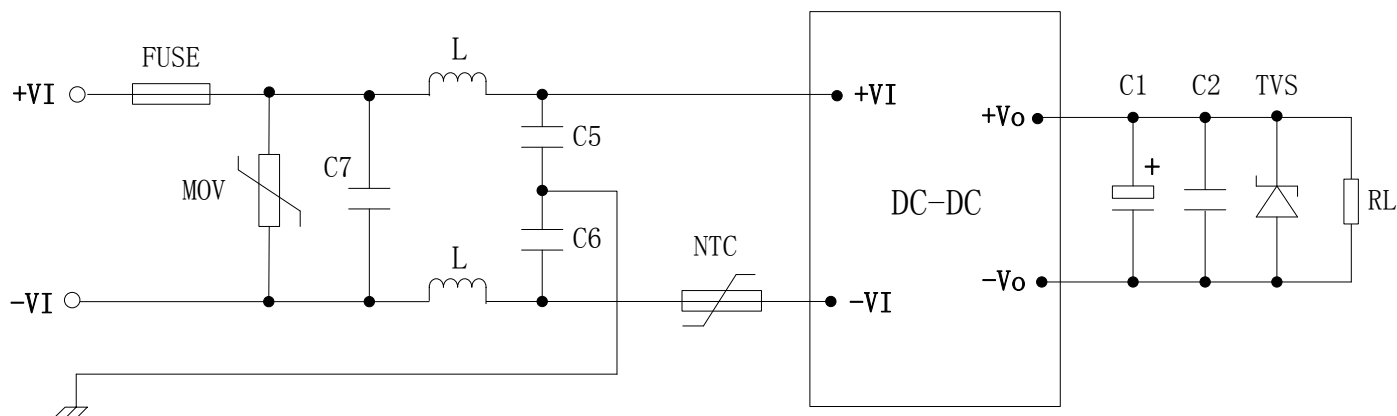 FUSE
L
+VI
+VI
C1
C2
TVS
+Vo
C5
+
C7
MOV
DC-DC
RL
C6
L
NTC
-VI
-VI
-Vo